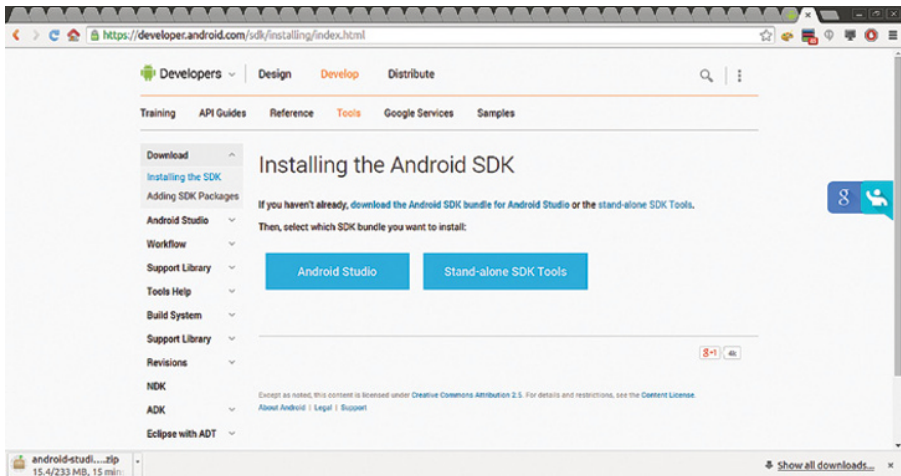 https://developer.android.com/sdk/installing/index.html
Developers
Design
Develop
Distribute
Training
API Guides
Reference
Tools
Google Services
Samples
Download
Installing the SDK
Adding SDK Packages
Android Studio
Workflow
Support Library
Tools Help
Build System
Support Library
Revisions
NDK
ADK
Eclipse with ADT
Installing the Android SDK
If you haven't already, download the Android SDK bundle for Android Studio or the stand-alone SDK Tools.
Then, select which SDK bundle you want to install:
Android Studio
Stand-alone SDK Tools
8
g+1
Except as noted, this content is licensed under Creative Commons Attribution 2.5. For details and restrictions, see the Content License.
About Android | Legal | Support
android-studi....zip
15.4/233 MB, 15 min
Show all downloads...